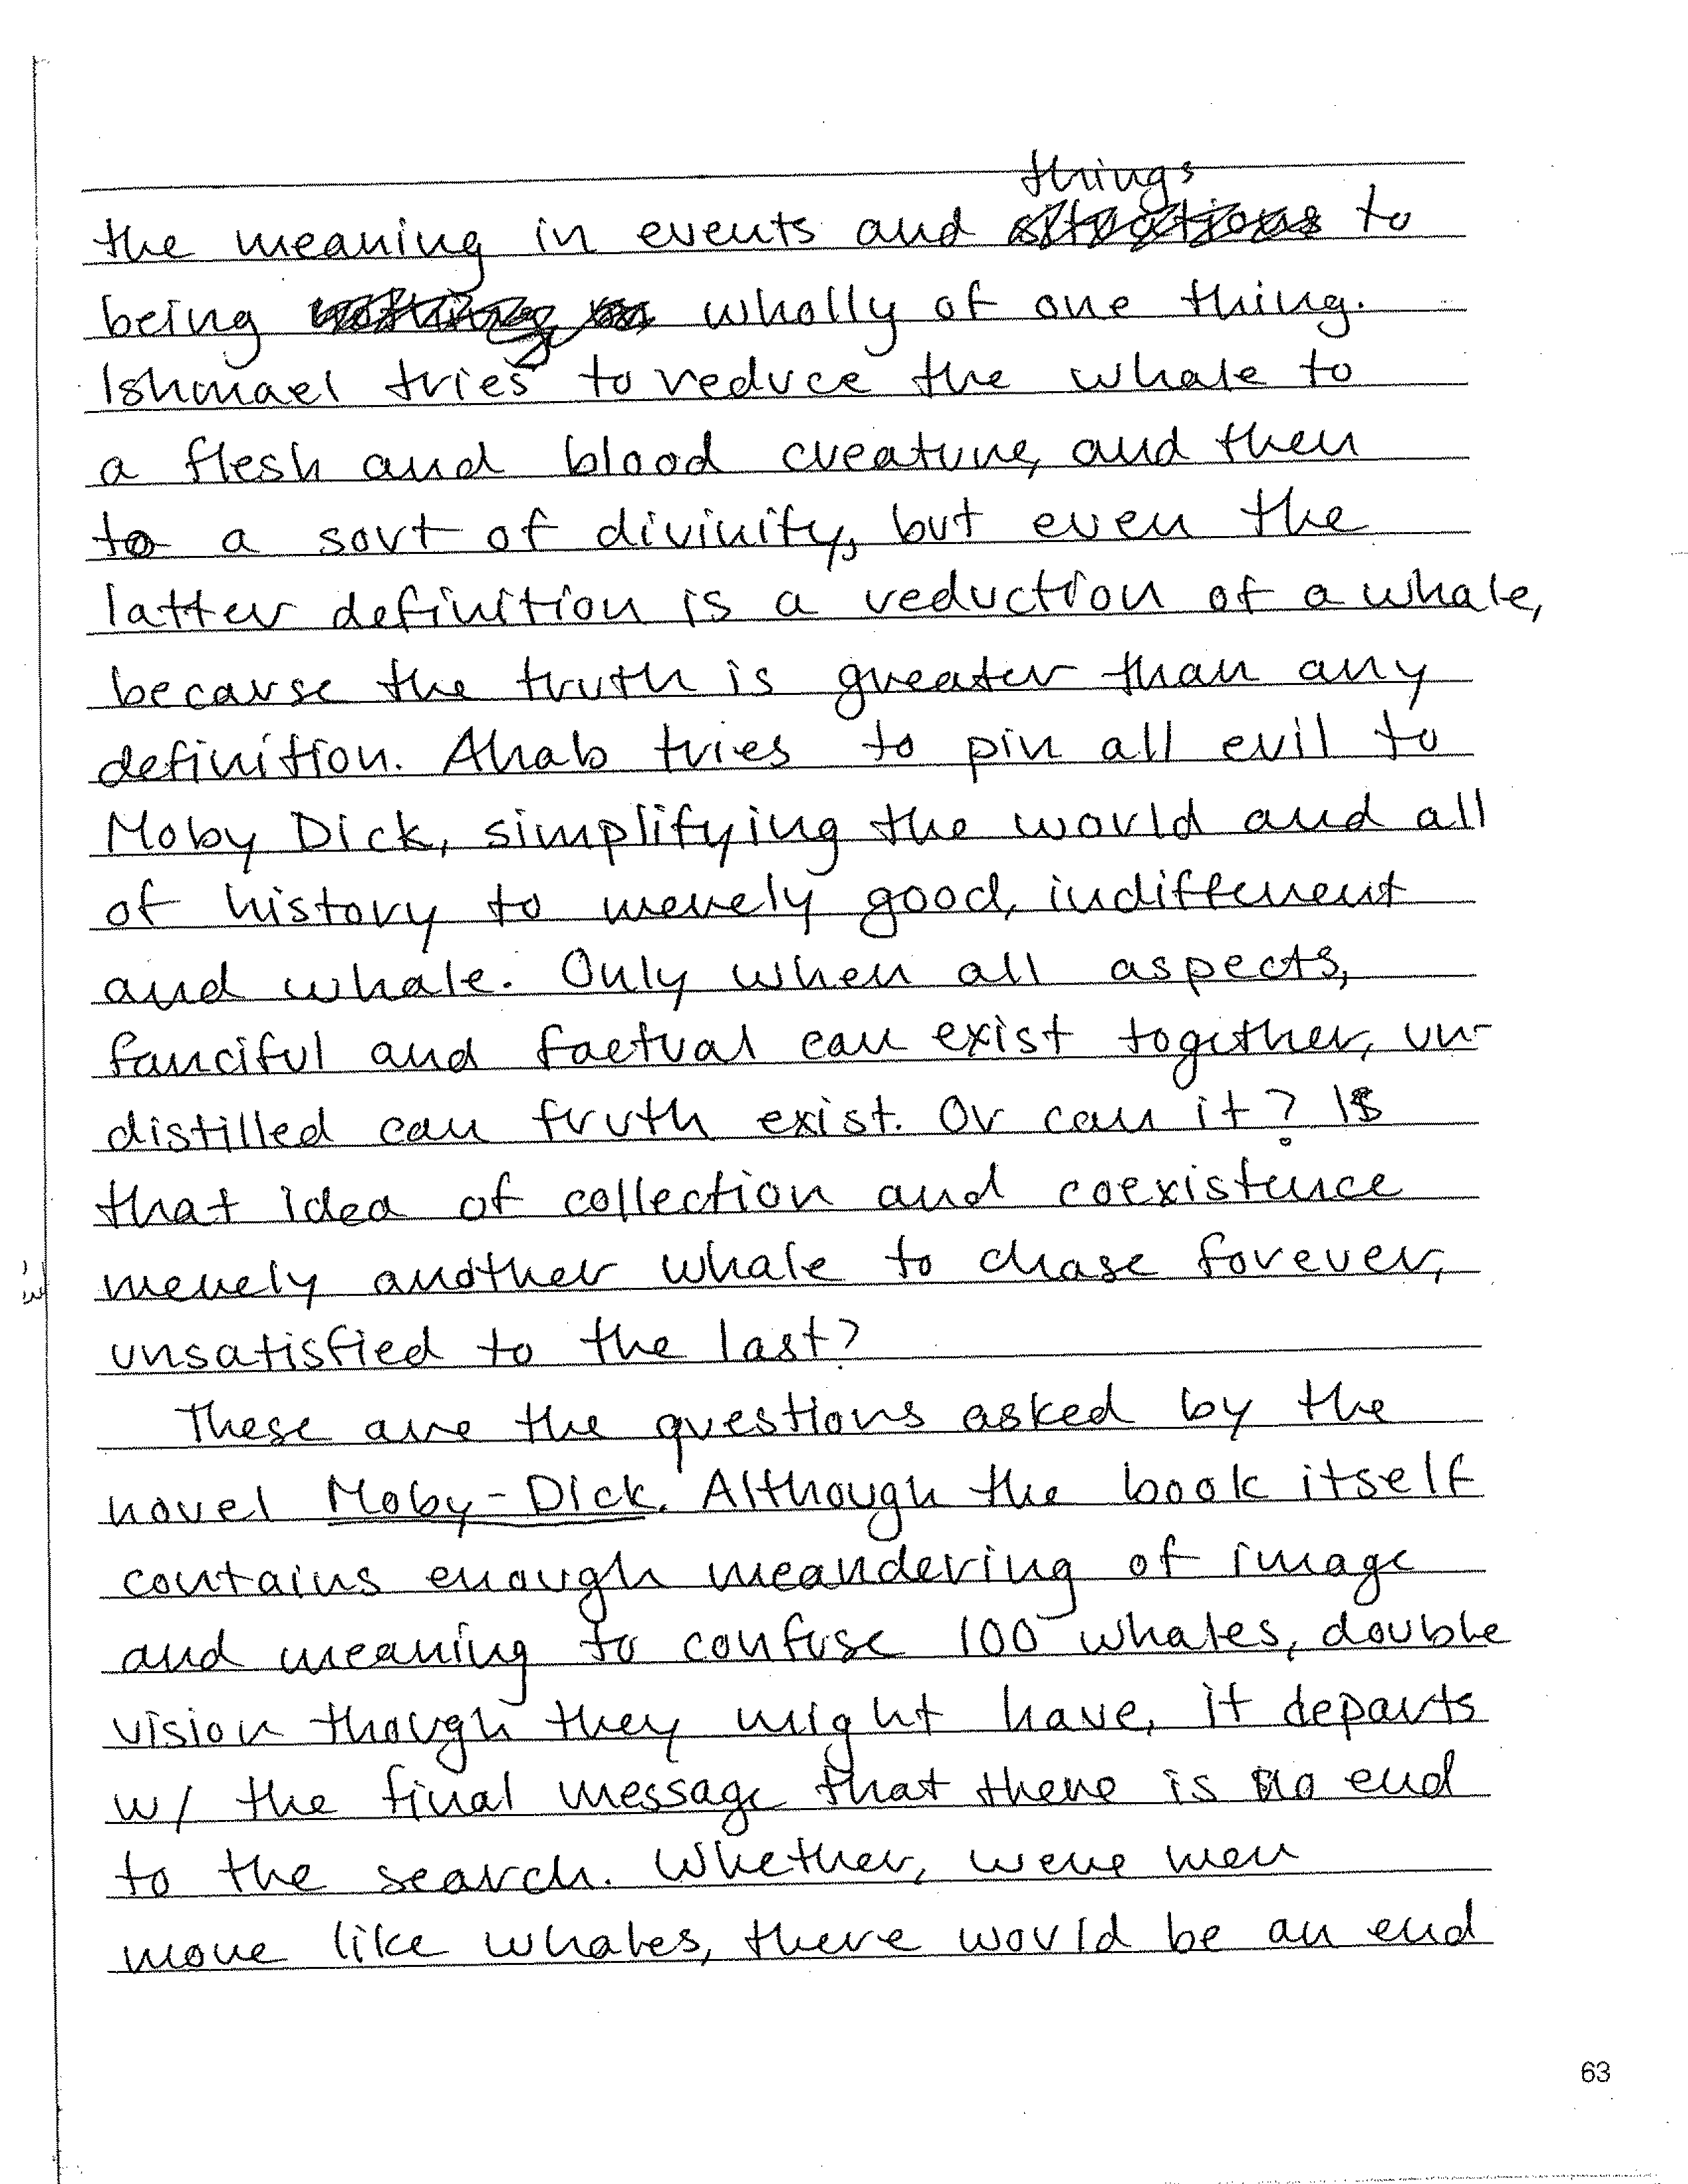 things
the meaning in events and situations to
being nothing, or wholly of one thing.
Ishmael tries to reduce the whale to
a flesh and blood creature, and then
to a sort of divinity, but even the
latter definition is a reduction of a whale,
because the truth is greater than any
definition. Ahab tries to pin all evil to
Moby Dick, simplifying the world and all
of history to merely good, indifferent
and whale. Only when all aspects,
fanciful and factual can exist together, un-
distilled can truth exist. Or can it? Is
that idea of collection and coexistence
merely another whale to chase forever,
unsatisfied to the last?
These are the questions asked by the
novel Moby-Dick. Although the book itself
contains enough meandering of image
and meaning to confuse 100 whales, double
vision though they might have, it departs
w/ the final message that there is no end
to the search. Whether, were men
more like whales, there would be an end
63